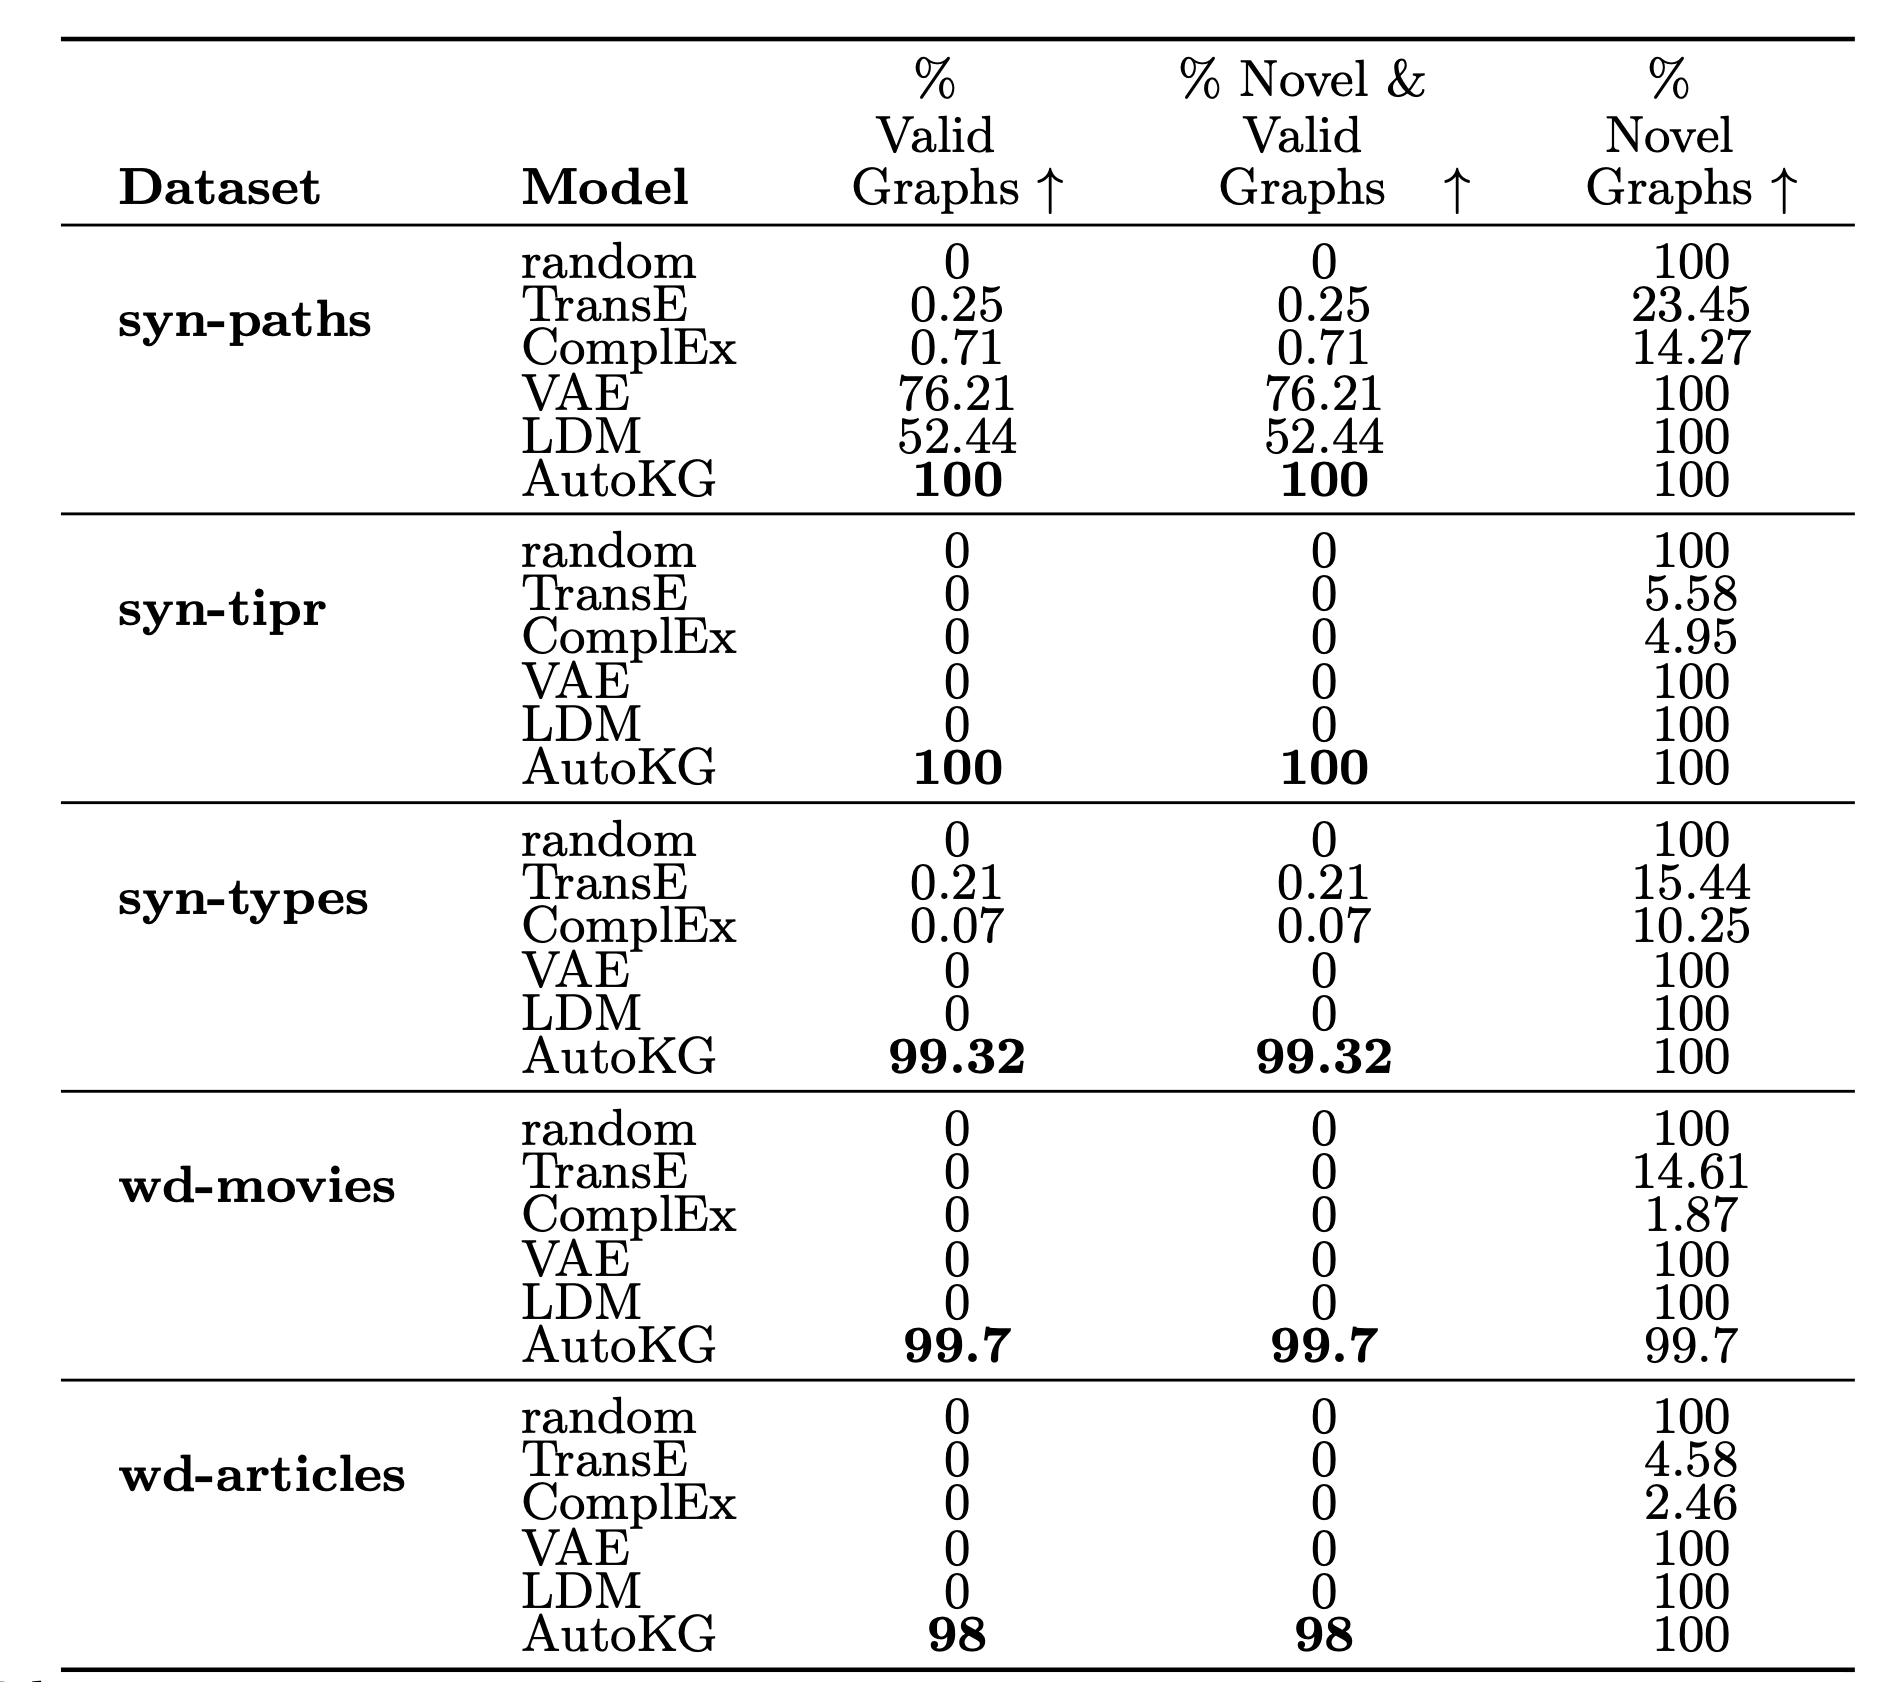 % % Novel & %
Valid Valid Novel
Dataset Model Graphs ↑ Graphs ↑ Graphs ↑
random 0 0 100
syn-paths TransE 0.25 0.25 23.45
ComplEx 0.71 0.71 14.27
VAE 76.21 76.21 100
LDM 52.44 52.44 100
AutoKG 100 100 100
random 0 0 100
syn-tipr TransE 0 0 5.58
ComplEx 0 0 4.95
VAE 0 0 100
LDM 0 0 100
AutoKG 100 100 100
random 0 0 100
syn-types TransE 0.21 0.21 15.44
ComplEx 0.07 0.07 10.25
VAE 0 0 100
LDM 0 0 100
AutoKG 99.32 99.32 100
random 0 0 100
wd-movies TransE 0 0 14.61
ComplEx 0 0 1.87
VAE 0 0 100
LDM 0 0 100
AutoKG 99.7 99.7 99.7
random 0 0 100
wd-articles TransE 0 0 4.58
ComplEx 0 0 2.46
VAE 0 0 100
LDM 0 0 100
AutoKG 98 98 100